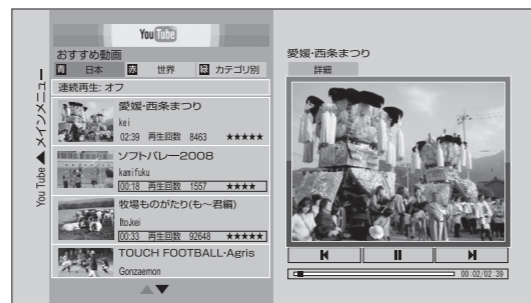 You Tube ◀ メインメニュー
YouTube
おすすめ動画
青 日本 赤 世界 緑 カテゴリ別
連続再生: オフ
愛媛・西条まつり
kei
02:39 再生回数 8463 ★★★★★
ソフトバレー2008
kamifuku
00:18 再生回数 1557 ★★★★
牧場ものがたり(も〜君編)
Ito.kei
00:33 再生回数 92648 ★★★★★
TOUCH FOOTBALL-Agris
Gonzaemon
愛媛・西条まつり
詳細
00:02/02:39